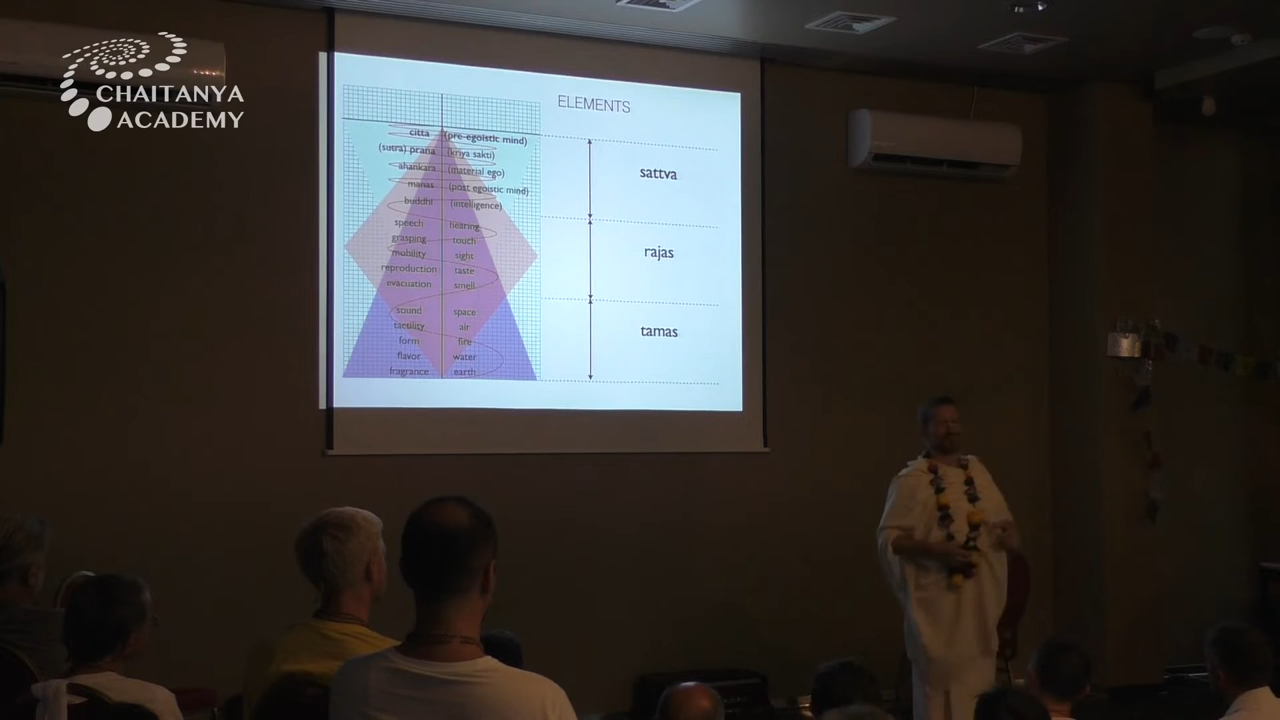 CHAITANYA
ACADEMY
ELEMENTS
citta (pre-egoistic mind)
(sutra) prana (kriya sakti)
ahankara (material ego)
manas (post egoistic mind)
buddhi (intelligence)
speech hearing
grasping touch
mobility sight
reproduction taste
evacuation smell
sound space
tactility air
form fire
flavor water
fragrance earth
sattva
rajas
tamas